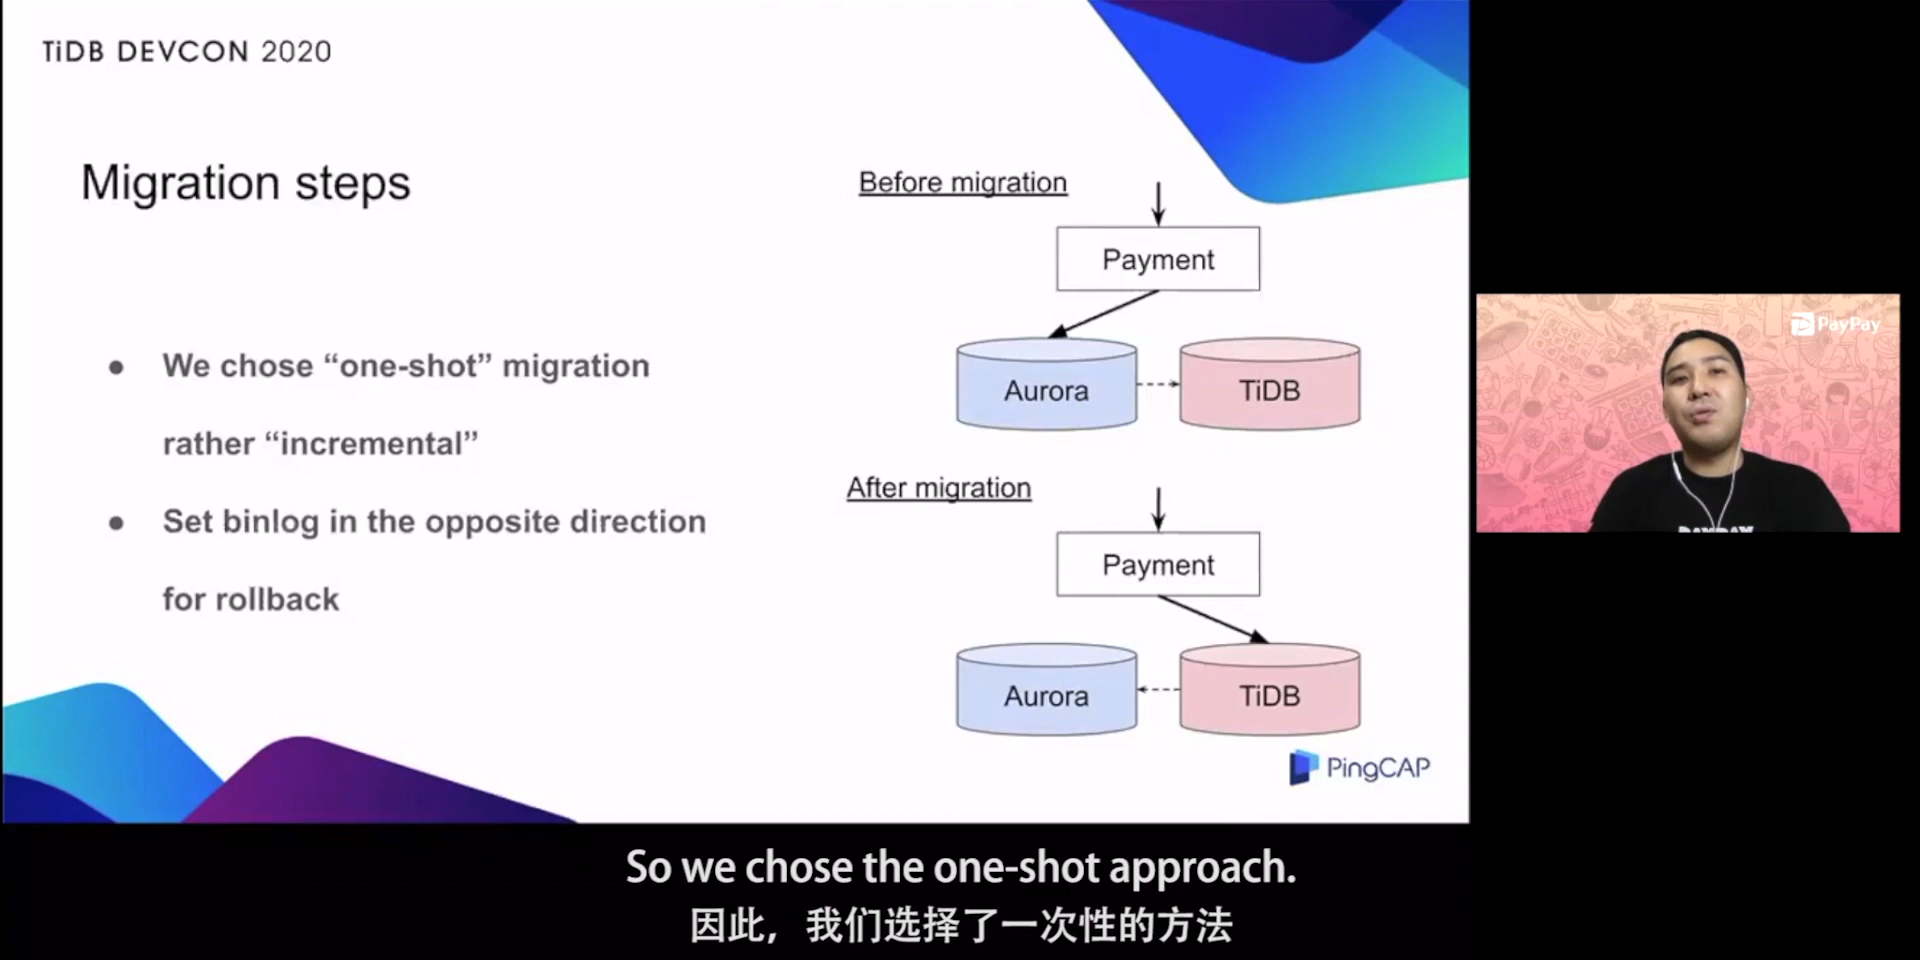 TiDB DEVCON 2020
Migration steps
● We chose “one-shot” migration
rather “incremental”
● Set binlog in the opposite direction
for rollback
Before migration
Payment
Aurora
TiDB
After migration
Payment
Aurora
TiDB
PingCAP
PayPay
PAYPAY
So we chose the one-shot approach.
因此，我们选择了一次性的方法